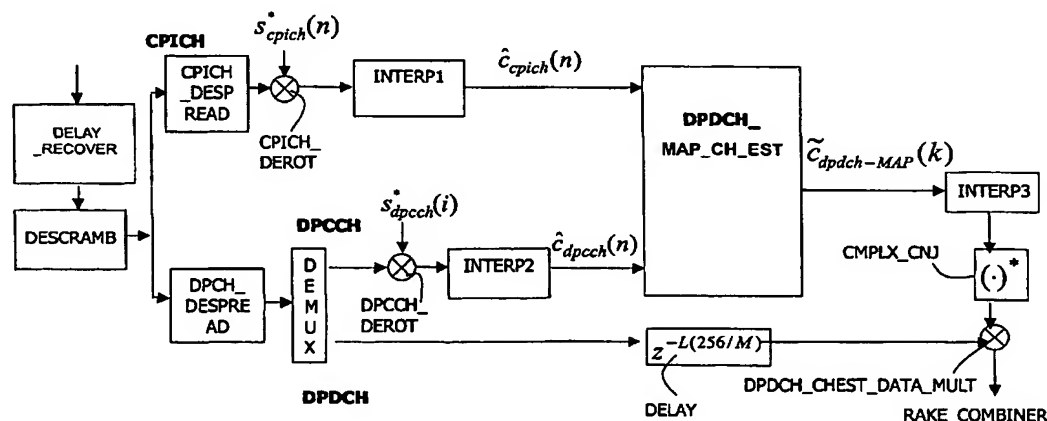 s*cpich(n)
CPICH
CPICH
_DESP
READ
INTERP1
ĉcpich(n)
DELAY
_RECOVER
CPICH_
DEROT
DPDCH_
MAP_CH_EST
c̃dpdch-MAP(k)
INTERP3
s*dpcch(i)
DPCCH
DESCRAMB
D
E
M
U
X
INTERP2
ĉdpcch(n)
CMPLX_CNJ
(·)*
DPCH_
DESPRE
AD
DPCCH_
DEROT
z-L(256/M)
DPDCH
DELAY
DPDCH_CHEST_DATA_MULT
RAKE COMBINER